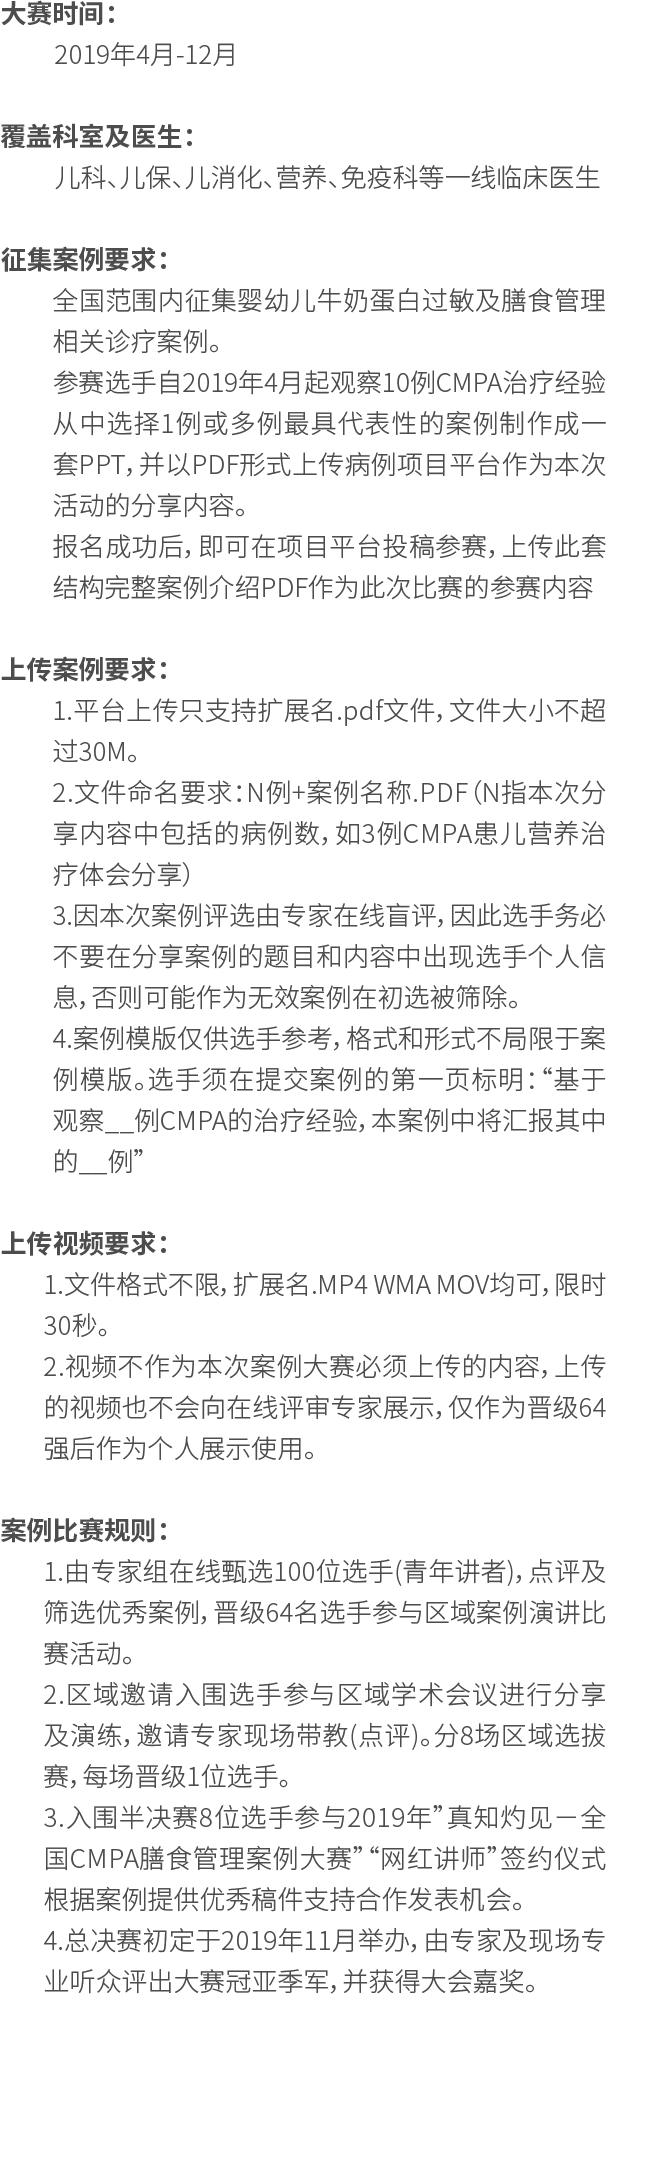 大赛时间：
2019年4月-12月
覆盖科室及医生：
儿科、儿保、儿消化、营养、免疫科等一线临床医生
征集案例要求：
全国范围内征集婴幼儿牛奶蛋白过敏及膳食管理
相关诊疗案例。
参赛选手自2019年4月起观察10例CMPA治疗经验
从中选择1例或多例最具代表性的案例制作成一
套PPT，并以PDF形式上传病例项目平台作为本次
活动的分享内容。
报名成功后，即可在项目平台投稿参赛，上传此套
结构完整案例介绍PDF作为此次比赛的参赛内容
上传案例要求：
1.平台上传只支持扩展名.pdf文件，文件大小不超
过30M。
2.文件命名要求：N例+案例名称.PDF（N指本次分
享内容中包括的病例数，如3例CMPA患儿营养治
疗体会分享）
3.因本次案例评选由专家在线盲评，因此选手务必
不要在分享案例的题目和内容中出现选手个人信
息，否则可能作为无效案例在初选被筛除。
4.案例模版仅供选手参考，格式和形式不局限于案
例模版。选手须在提交案例的第一页标明：“基于
观察__例CMPA的治疗经验，本案例中将汇报其中
的__例”
上传视频要求：
1.文件格式不限，扩展名.MP4 WMA MOV均可，限时
30秒。
2.视频不作为本次案例大赛必须上传的内容，上传
的视频也不会向在线评审专家展示，仅作为晋级64
强后作为个人展示使用。
案例比赛规则：
1.由专家组在线甄选100位选手(青年讲者)，点评及
筛选优秀案例，晋级64名选手参与区域案例演讲比
赛活动。
2.区域邀请入围选手参与区域学术会议进行分享
及演练，邀请专家现场带教(点评)。分8场区域选拔
赛，每场晋级1位选手。
3.入围半决赛8位选手参与2019年”真知灼见－全
国CMPA膳食管理案例大赛”“网红讲师”签约仪式
根据案例提供优秀稿件支持合作发表机会。
4.总决赛初定于2019年11月举办，由专家及现场专
业听众评出大赛冠亚季军，并获得大会嘉奖。